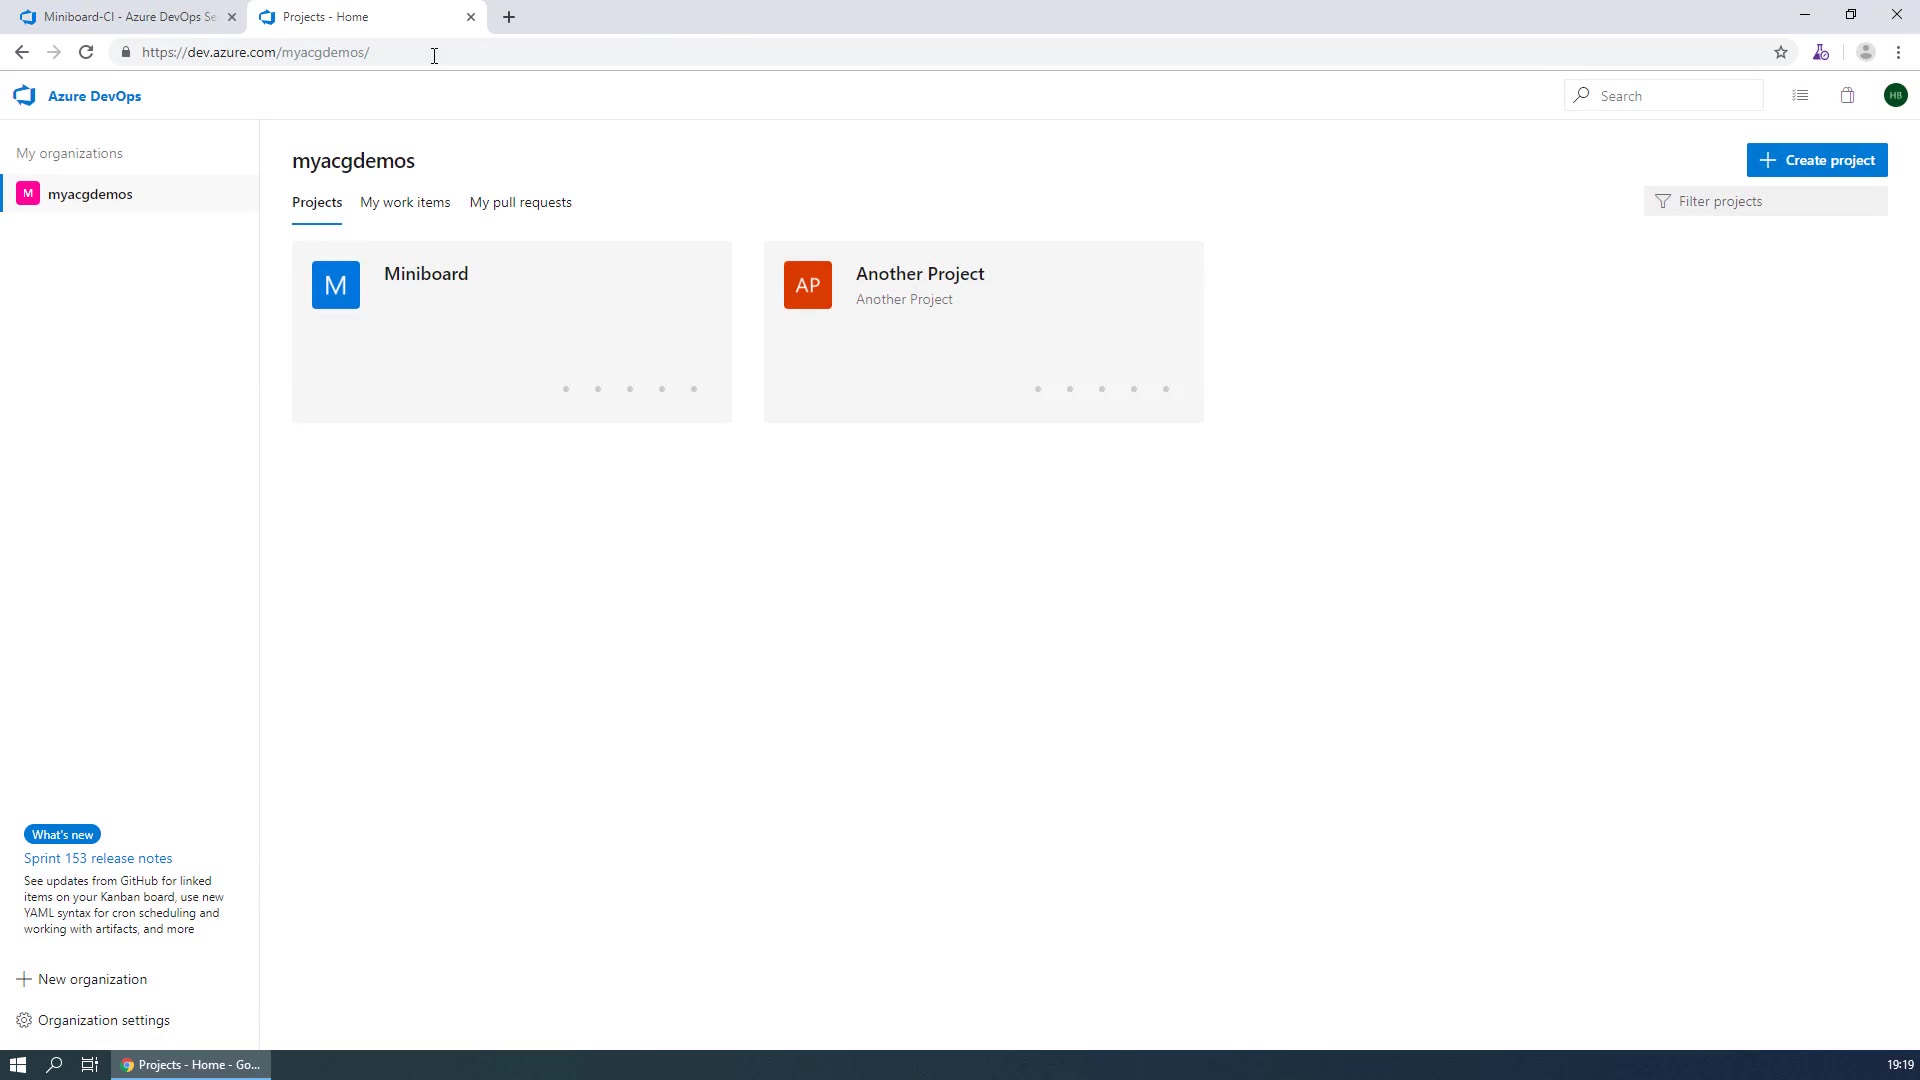 Miniboard-CI - Azure DevOps Se
Projects - Home
https://dev.azure.com/myacgdemos/
Azure DevOps
Search
HB
My organizations
M
myacgdemos
myacgdemos
Create project
Projects
My work items
My pull requests
Filter projects
M
Miniboard
AP
Another Project
Another Project
What's new
Sprint 153 release notes
See updates from GitHub for linked
items on your Kanban board, use new
YAML syntax for cron scheduling and
working with artifacts, and more
New organization
Organization settings
Projects - Home - Go...
19:19